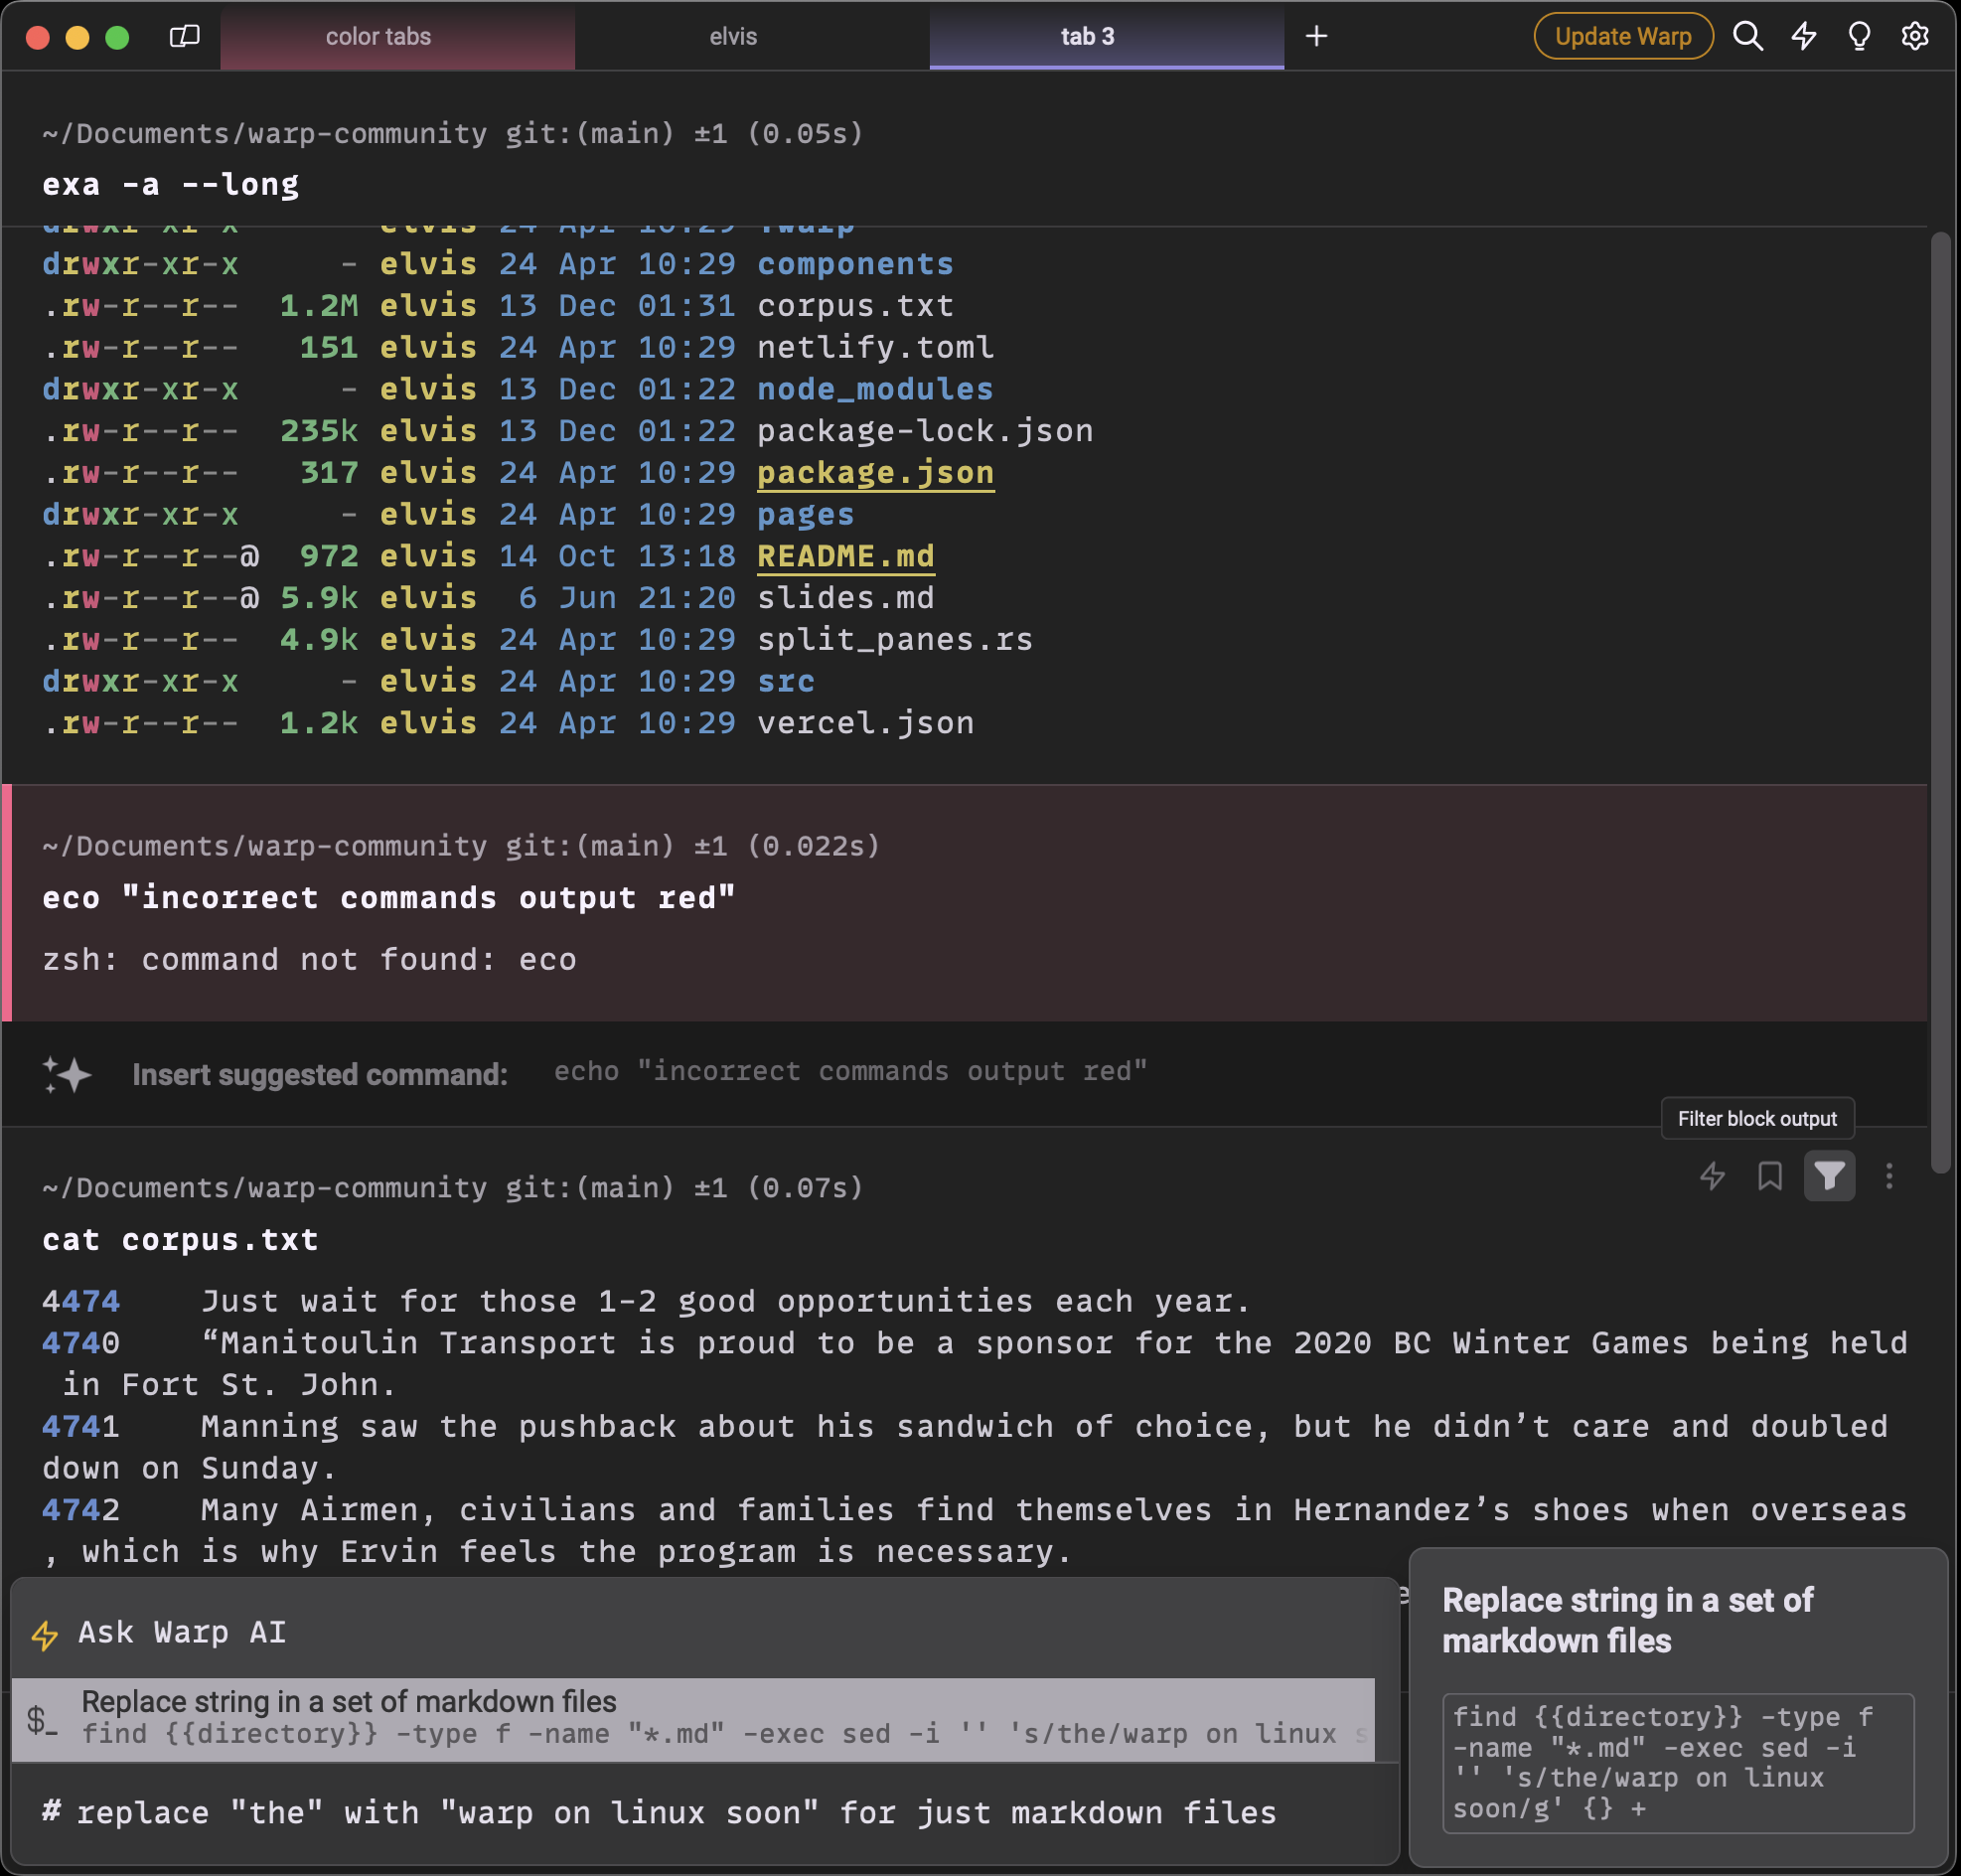 color tabs
elvis
tab 3
Update Warp
~/Documents/warp-community git:(main) ±1 (0.05s)
exa -a --long
drwxr-xr-x     - elvis 24 Apr 10:29 .warp
drwxr-xr-x     - elvis 24 Apr 10:29 components
.rw-r--r--  1.2M elvis 13 Dec 01:31 corpus.txt
.rw-r--r--   151 elvis 24 Apr 10:29 netlify.toml
drwxr-xr-x     - elvis 13 Dec 01:22 node_modules
.rw-r--r--  235k elvis 13 Dec 01:22 package-lock.json
.rw-r--r--   317 elvis 24 Apr 10:29 package.json
drwxr-xr-x     - elvis 24 Apr 10:29 pages
.rw-r--r--@  972 elvis 14 Oct 13:18 README.md
.rw-r--r--@ 5.9k elvis  6 Jun 21:20 slides.md
.rw-r--r--  4.9k elvis 24 Apr 10:29 split_panes.rs
drwxr-xr-x     - elvis 24 Apr 10:29 src
.rw-r--r--  1.2k elvis 24 Apr 10:29 vercel.json
~/Documents/warp-community git:(main) ±1 (0.022s)
eco "incorrect commands output red"
zsh: command not found: eco
Insert suggested command: echo "incorrect commands output red"
Filter block output
~/Documents/warp-community git:(main) ±1 (0.07s)
cat corpus.txt
4474    Just wait for those 1-2 good opportunities each year.
4740    “Manitoulin Transport is proud to be a sponsor for the 2020 BC Winter Games being held
in Fort St. John.
4741    Manning saw the pushback about his sandwich of choice, but he didn’t care and doubled
down on Sunday.
4742    Many Airmen, civilians and families find themselves in Hernandez’s shoes when overseas
, which is why Ervin feels the program is necessary.
Ask Warp AI
$_
Replace string in a set of markdown files
find {{directory}} -type f -name "*.md" -exec sed -i '' 's/the/warp on linux s
# replace "the" with "warp on linux soon" for just markdown files
Replace string in a set of
markdown files
find {{directory}} -type f
-name "*.md" -exec sed -i
'' 's/the/warp on linux
soon/g' {} +